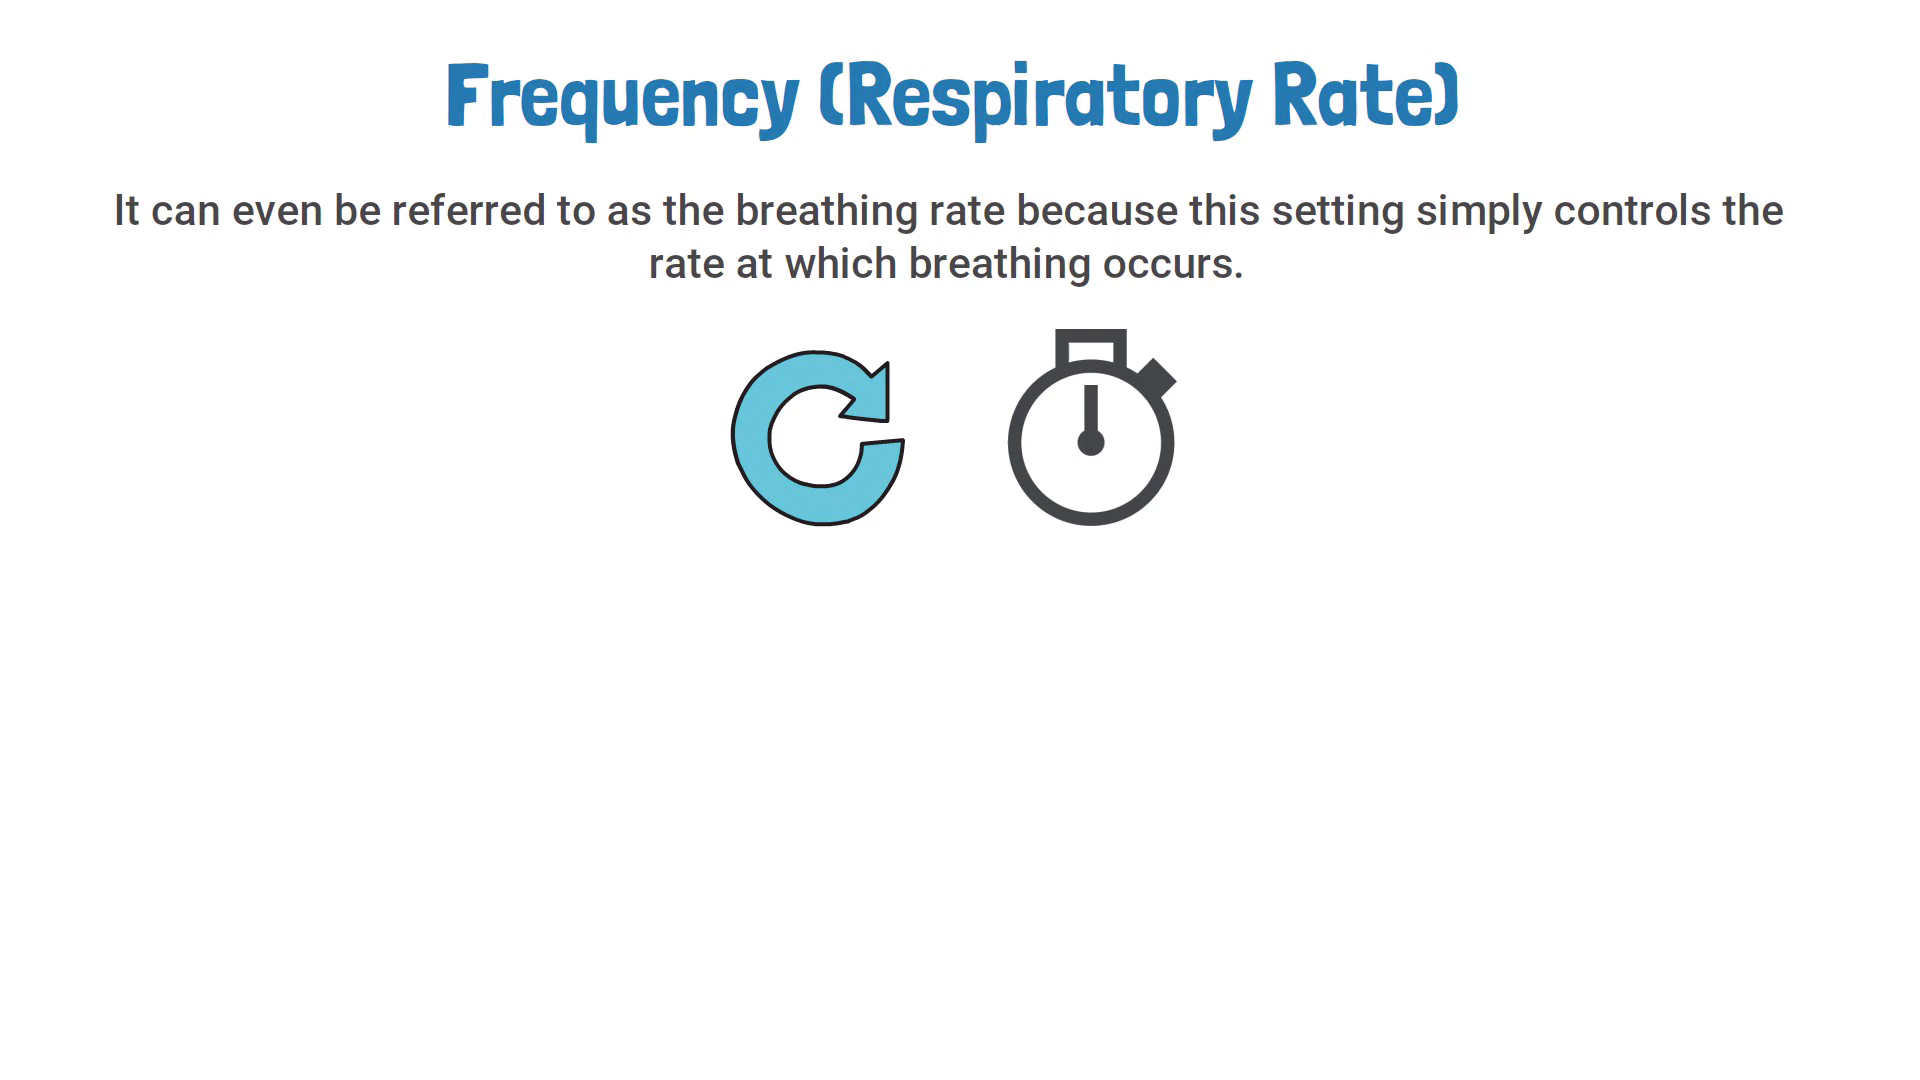 Frequency (Respiratory Rate)
It can even be referred to as the breathing rate because this setting simply controls the
rate at which breathing occurs.